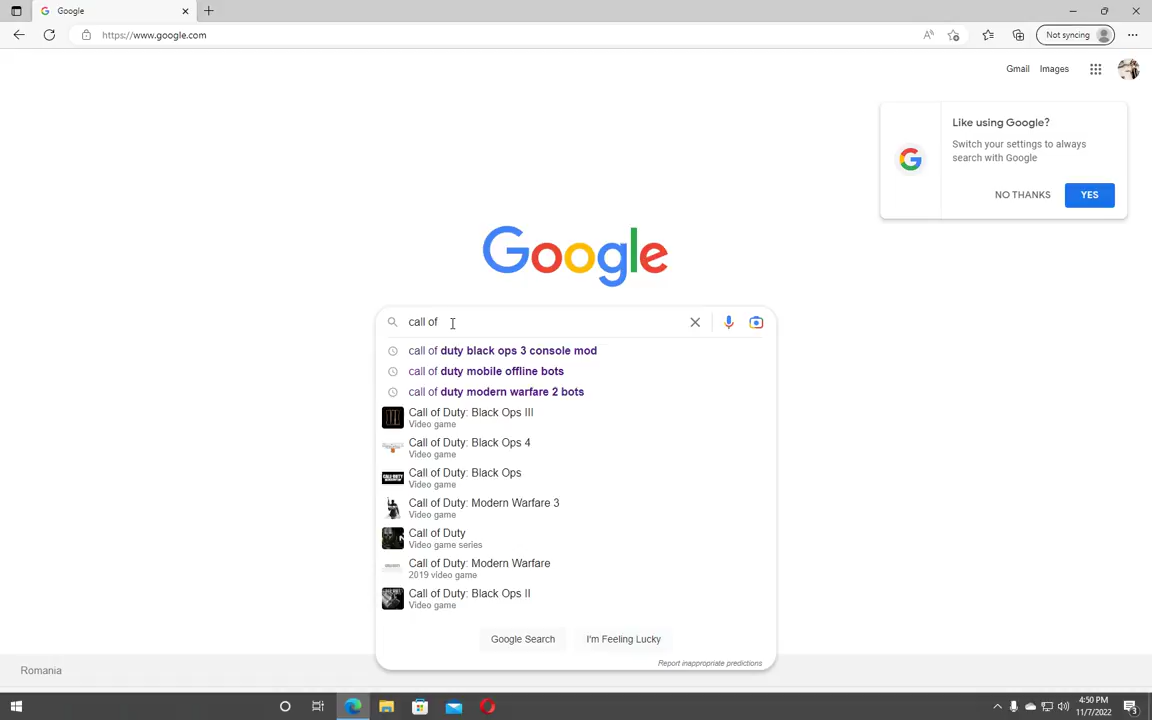 Google
https://www.google.com
Not syncing
Gmail Images
Like using Google?
Switch your settings to always
search with Google
NO THANKS YES
Google
call of
call of duty black ops 3 console mod
call of duty mobile offline bots
call of duty modern warfare 2 bots
Call of Duty: Black Ops III
Video game
Call of Duty: Black Ops 4
Video game
Call of Duty: Black Ops
Video game
Call of Duty: Modern Warfare 3
Video game
Call of Duty
Video game series
Call of Duty: Modern Warfare
2019 video game
Call of Duty: Black Ops II
Video game
Google Search I'm Feeling Lucky
Report inappropriate predictions
Romania
4:50 PM
11/7/2022
3